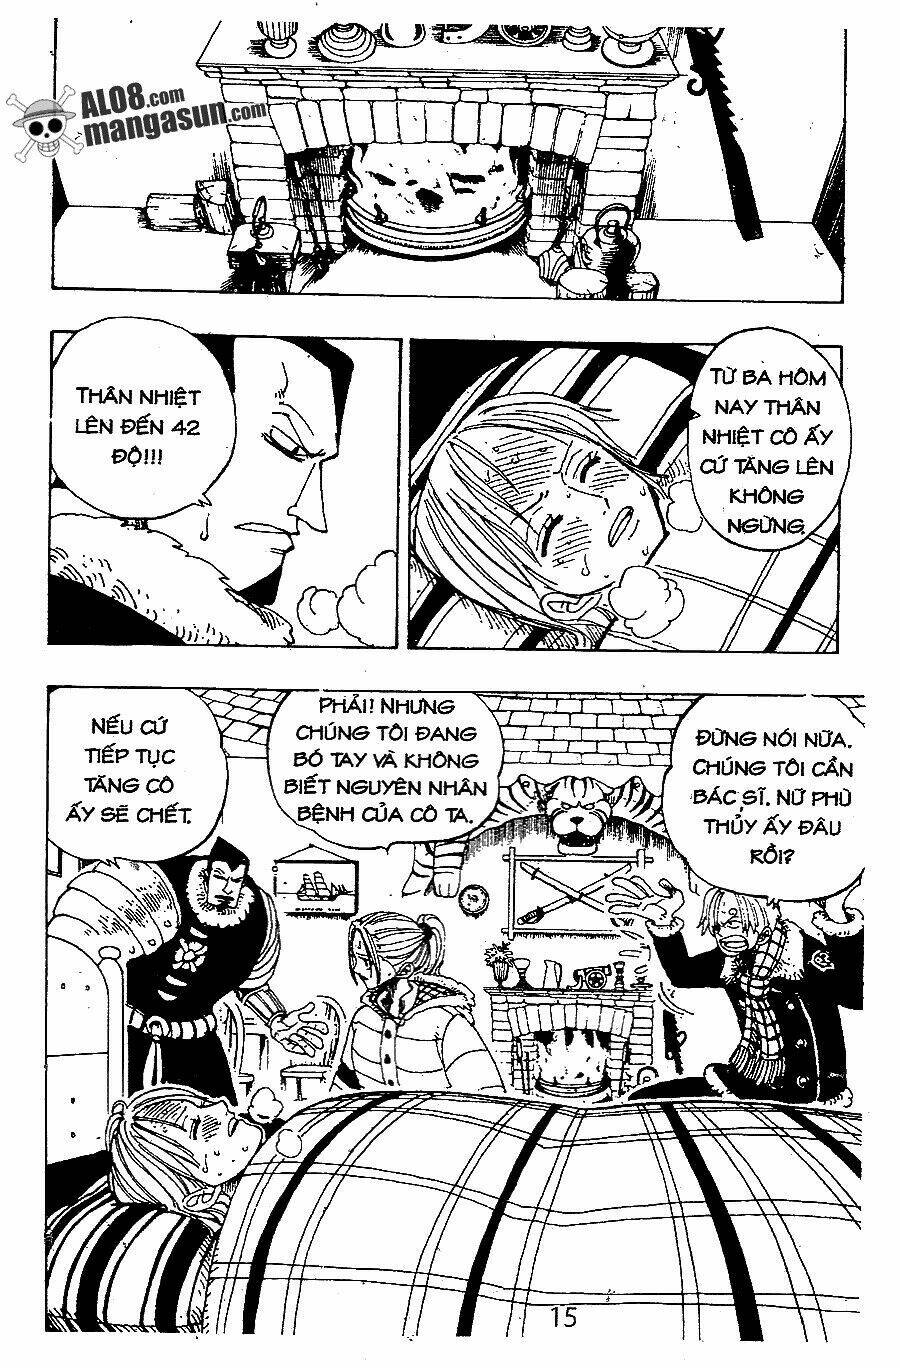 AL08.com
mangasun.com
TỪ BA HÔM
NAY THÂN
NHIỆT CÔ ẤY
CỨ TĂNG LÊN
KHÔNG
NGỪNG.
THÂN NHIỆT
LÊN ĐẾN 42
ĐỘ!!!
ĐỪNG NÓI NỮA.
CHÚNG TÔI CẦN
BÁC SĨ. NỮ PHÙ
THỦY ẤY ĐÂU
RỒI?
PHẢI! NHƯNG
CHÚNG TÔI ĐANG
BÓ TAY VÀ KHÔNG
BIẾT NGUYÊN NHÂN
BỆNH CỦA CÔ TA.
NẾU CỨ
TIẾP TỤC
TĂNG CÔ
ẤY SẼ CHẾT.
15